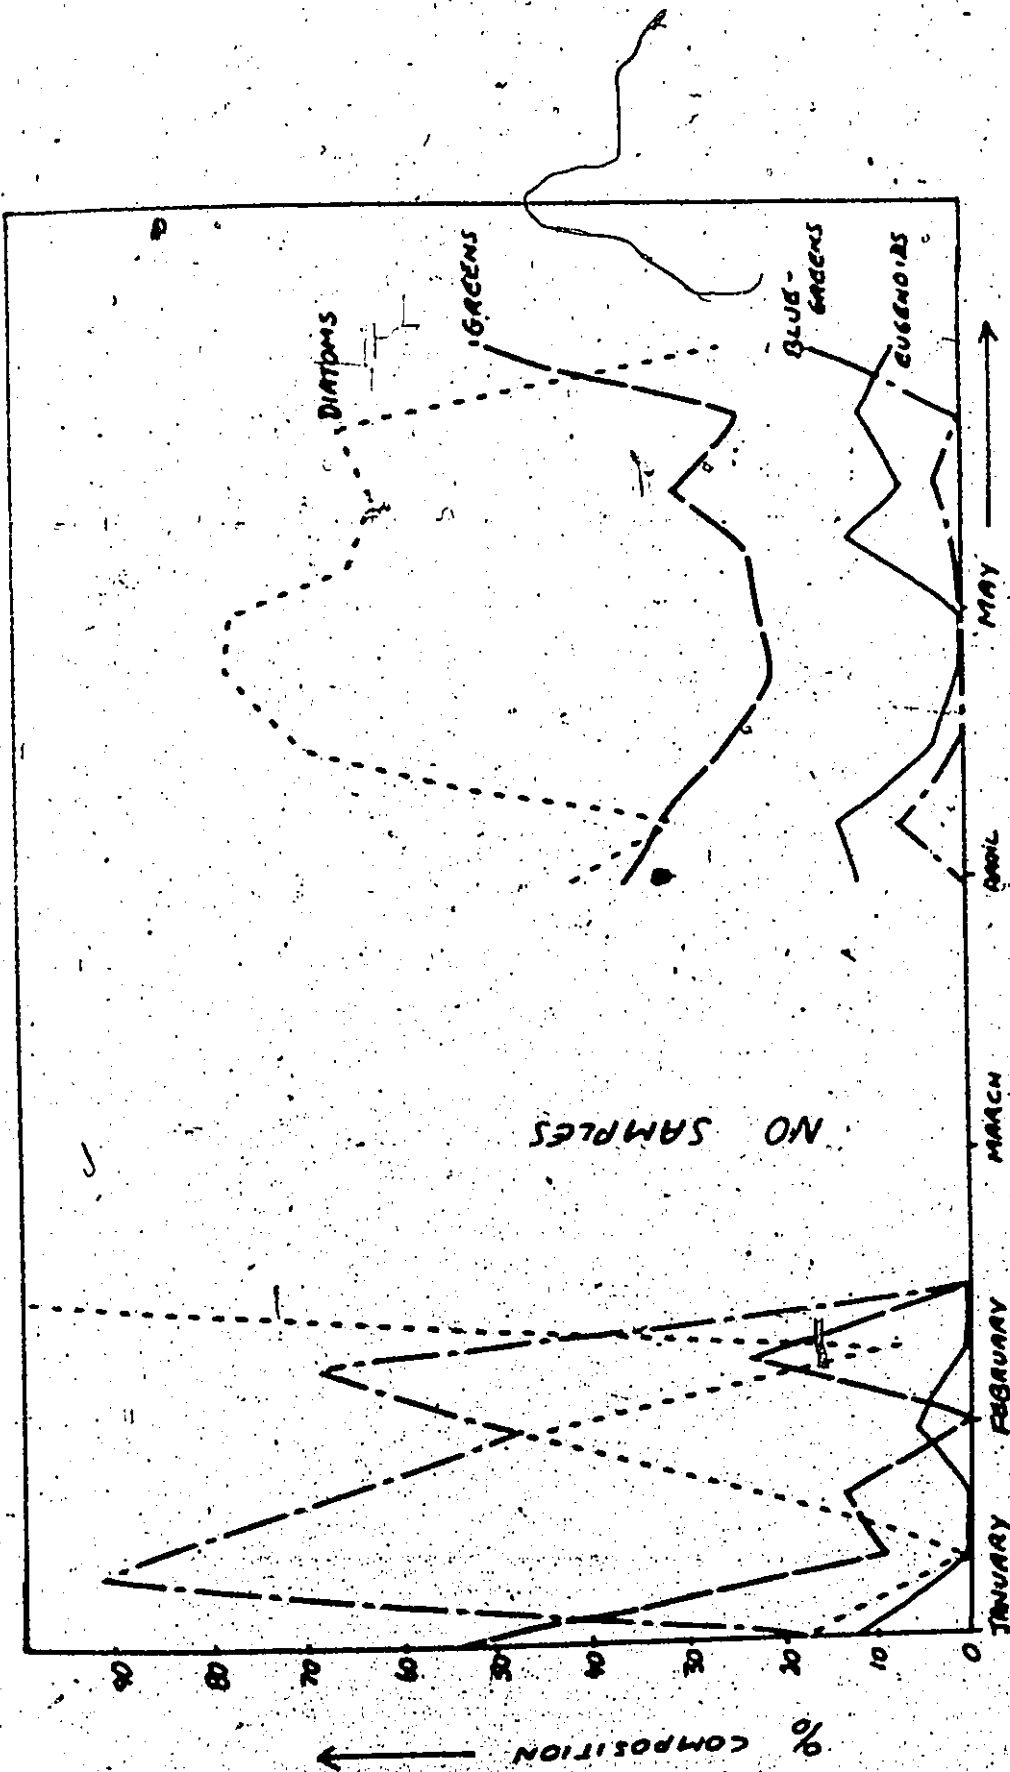 % COMPOSITION
90
80
70
60
50
40
30
20
10
0
DIATOMS
GREENS
BLUE-
GREENS
EUGENOIDS
NO SAMPLES
JANUARY
FEBRUARY
MARCH
APRIL
MAY